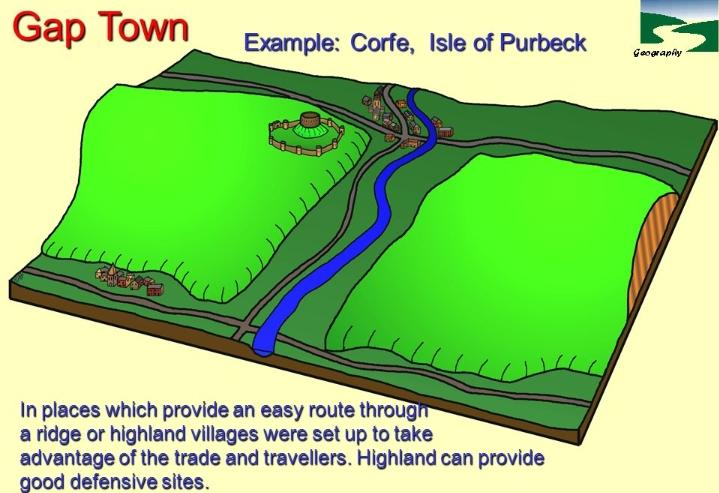 Gap Town
Example: Corfe, Isle of Purbeck
Geography
In places which provide an easy route through
a ridge or highland villages were set up to take
advantage of the trade and travellers. Highland can provide
good defensive sites.